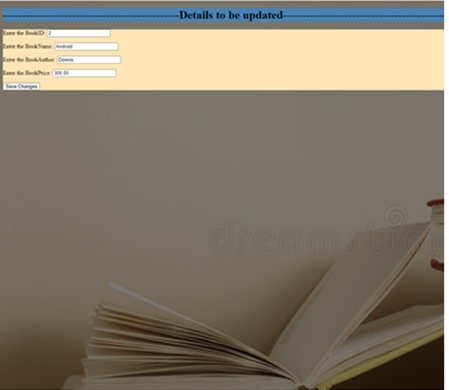 --------------------------------------------------Details to be updated--------------------------------------------------
Enter the BookID: 2
Enter the BookName: Android
Enter the BookAuthor: Dennis
Enter the BookPrice: 300.00
Save Changes
dreamstime